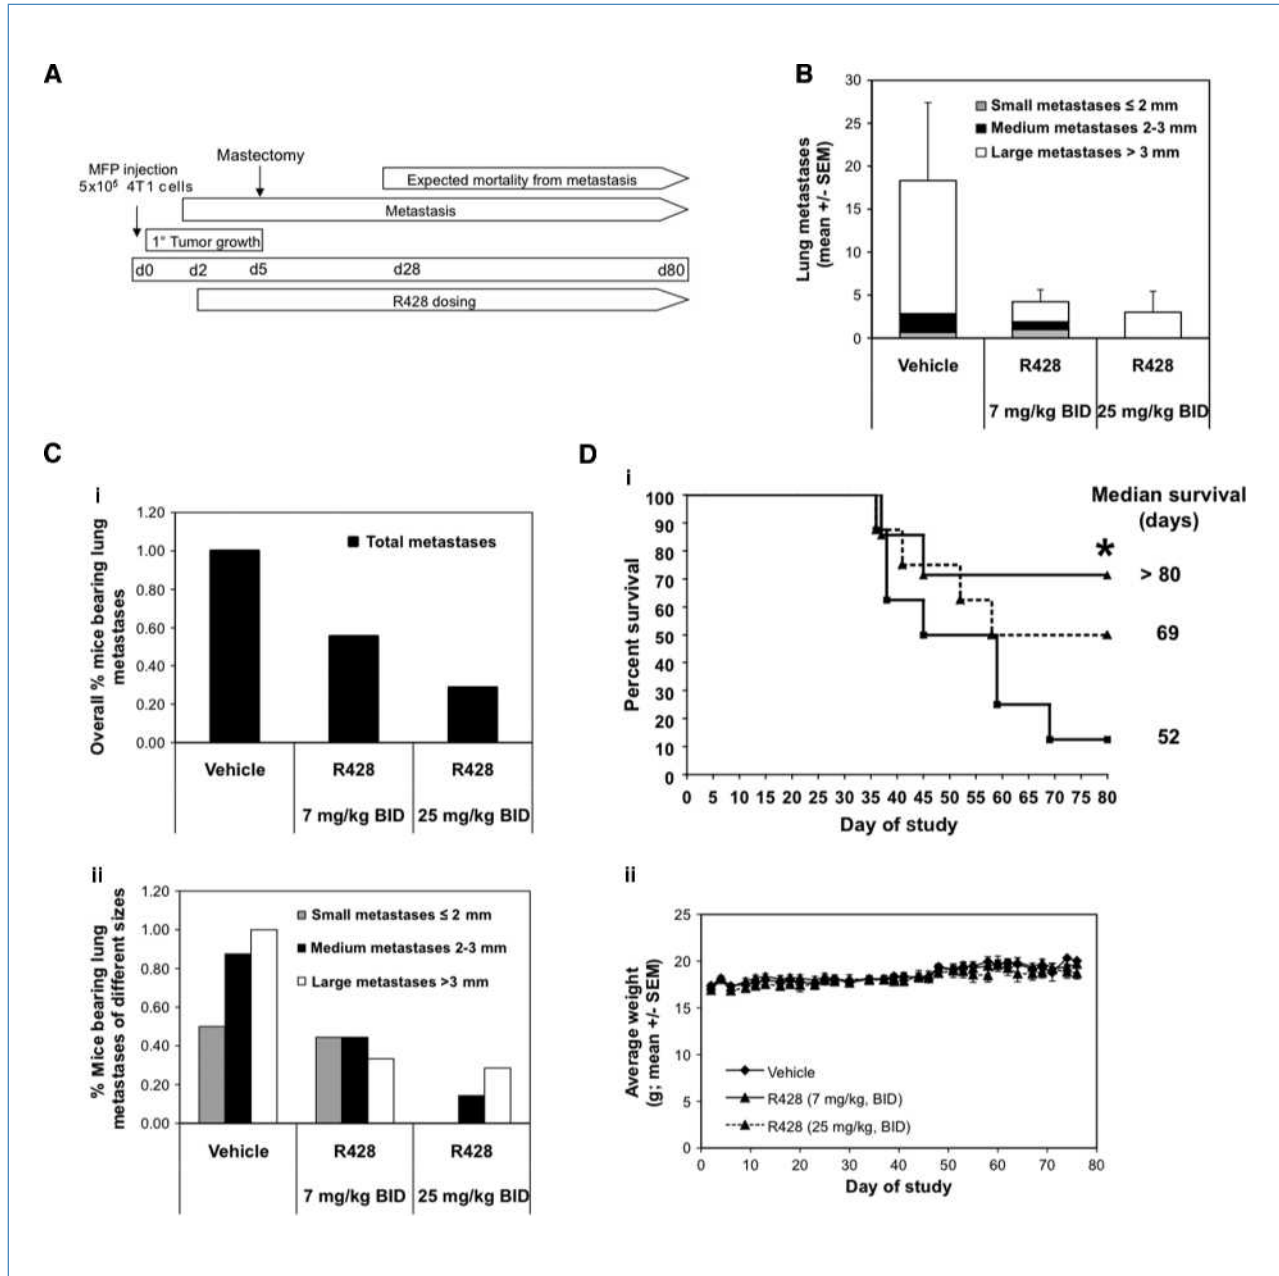 A
MFP injection
5x10⁶ 4T1 cells
Mastectomy
Expected mortality from metastasis
Metastasis
1° Tumor growth
d0 d2 d5 d28 d80
R428 dosing
B
Lung metastases
(mean +/- SEM)
30
25
20
15
10
5
0
Small metastases ≤ 2 mm
Medium metastases 2-3 mm
Large metastases > 3 mm
Vehicle R428 R428
7 mg/kg BID 25 mg/kg BID
C
i
Overall % mice bearing lung
metastases
1.20
1.00
0.80
0.60
0.40
0.20
0.00
Total metastases
Vehicle R428 R428
7 mg/kg BID 25 mg/kg BID
ii
% Mice bearing lung
metastases of different sizes
1.20
1.00
0.80
0.60
0.40
0.20
0.00
Small metastases ≤ 2 mm
Medium metastases 2-3 mm
Large metastases >3 mm
Vehicle R428 R428
7 mg/kg BID 25 mg/kg BID
D
i
Percent survival
100
90
80
70
60
50
40
30
20
10
0
0 5 10 15 20 25 30 35 40 45 50 55 60 65 70 75 80
Day of study
Median survival
(days)
*
> 80
69
52
ii
Average weight
(g; mean +/- SEM)
25
20
15
10
5
0
Vehicle
R428 (7 mg/kg, BID)
R428 (25 mg/kg, BID)
0 10 20 30 40 50 60 70 80
Day of study